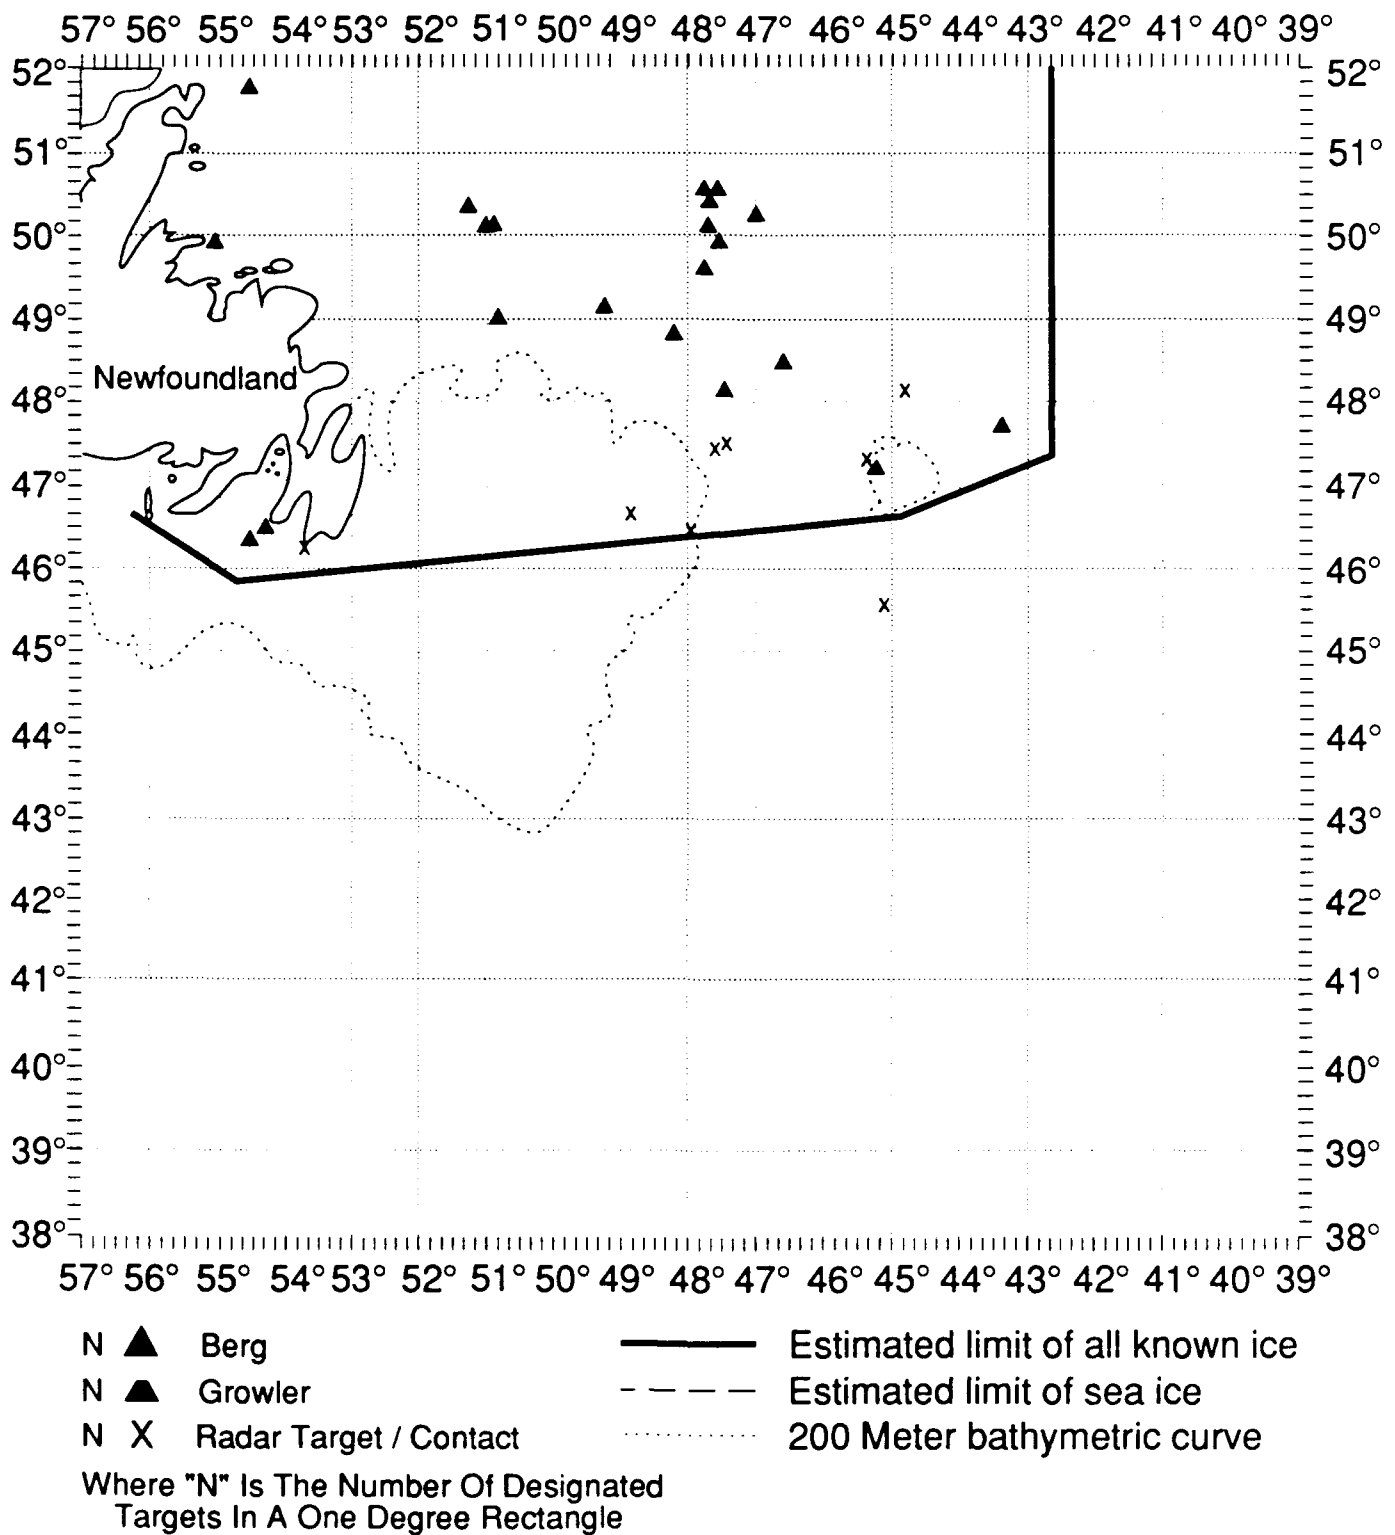 57° 56° 55° 54° 53° 52° 51° 50° 49° 48° 47° 46° 45° 44° 43° 42° 41° 40° 39°
52° 52°
51° 51°
50° 50°
49° 49°
Newfoundland
48° 48°
47° 47°
46° 46°
45° 45°
44° 44°
43° 43°
42° 42°
41° 41°
40° 40°
39° 39°
38° 38°
57° 56° 55° 54° 53° 52° 51° 50° 49° 48° 47° 46° 45° 44° 43° 42° 41° 40° 39°
N Berg
N Growler
N X Radar Target / Contact
Where "N" Is The Number Of Designated
Targets In A One Degree Rectangle
Estimated limit of all known ice
Estimated limit of sea ice
200 Meter bathymetric curve